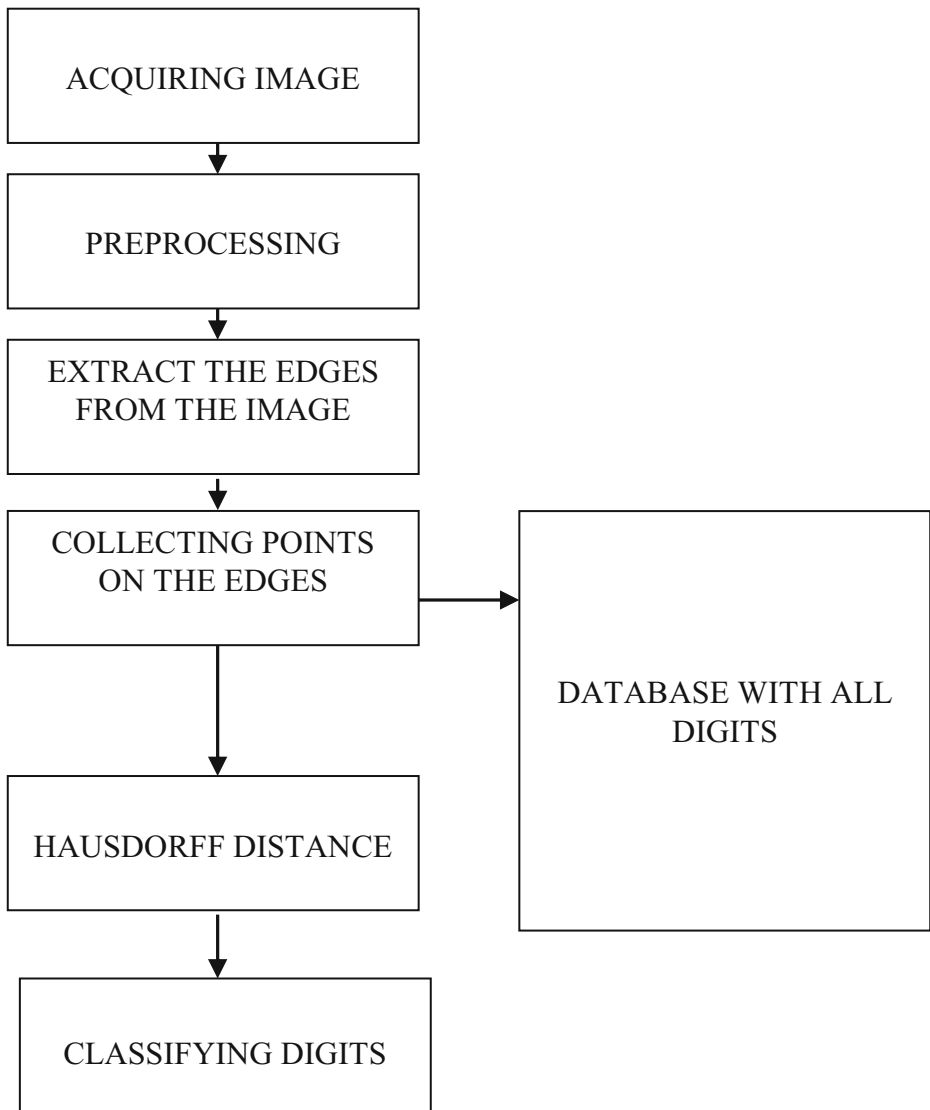 ACQUIRING IMAGE
PREPROCESSING
EXTRACT THE EDGES
FROM THE IMAGE
COLLECTING POINTS
ON THE EDGES
DATABASE WITH ALL
DIGITS
HAUSDORFF DISTANCE
CLASSIFYING DIGITS